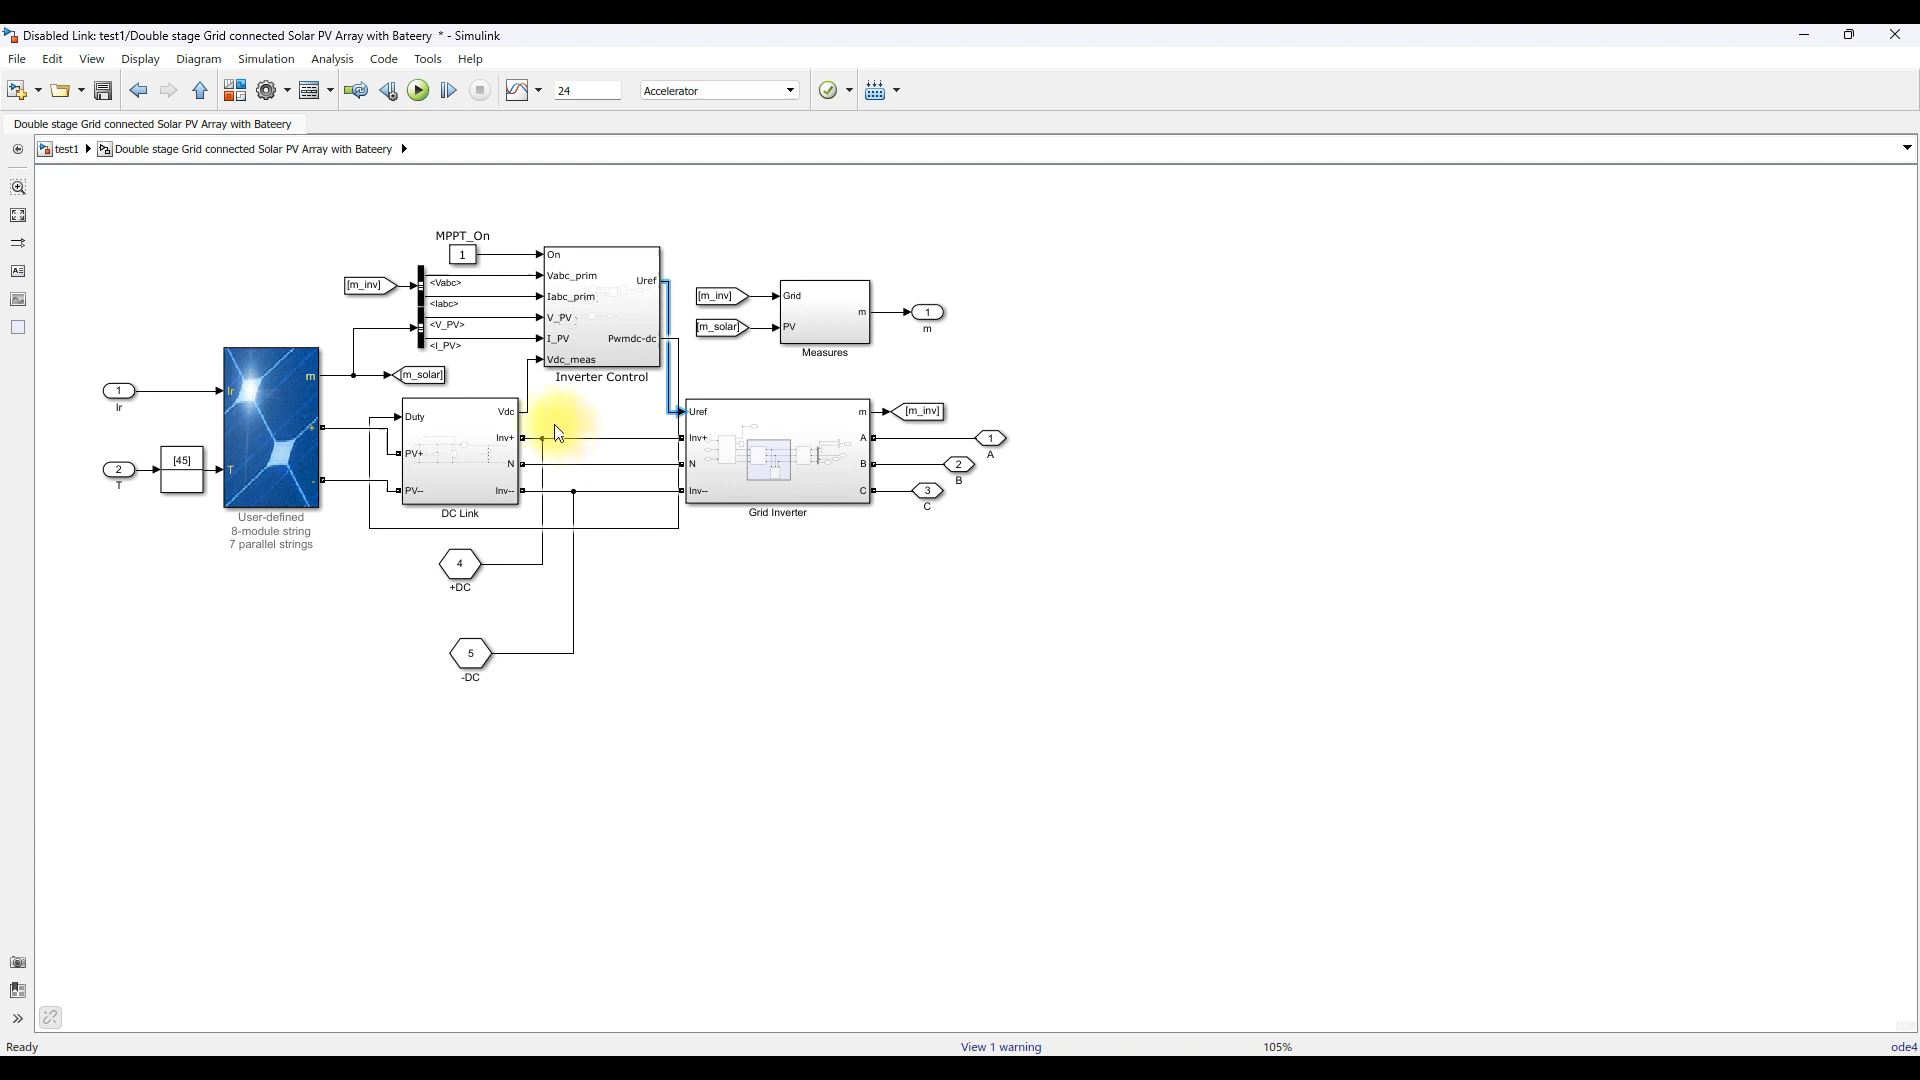 Disabled Link: test1/Double stage Grid connected Solar PV Array with Bateery * - Simulink
File Edit View Display Diagram Simulation Analysis Code Tools Help
24
Accelerator
Double stage Grid connected Solar PV Array with Bateery
test1 Double stage Grid connected Solar PV Array with Bateery
MPPT_On
1
On
Vabc_prim
Iabc_prim
V_PV
I_PV
Vdc_meas
Uref
Pwmdc-dc
Inverter Control
[m_inv]
<Vabc>
<Iabc>
<V_PV>
<I_PV>
[m_solar]
[m_inv]
[m_solar]
Grid
PV
m
Measures
1
m
1
Ir
2
T
[45]
Ir
T
m
+
-
User-defined
8-module string
7 parallel strings
Duty
PV+
PV--
Vdc
Inv+
N
Inv--
DC Link
Uref
Inv+
N
Inv--
m
A
B
C
Grid Inverter
[m_inv]
1
A
2
B
3
C
4
+DC
5
-DC
Ready
View 1 warning
105%
ode4